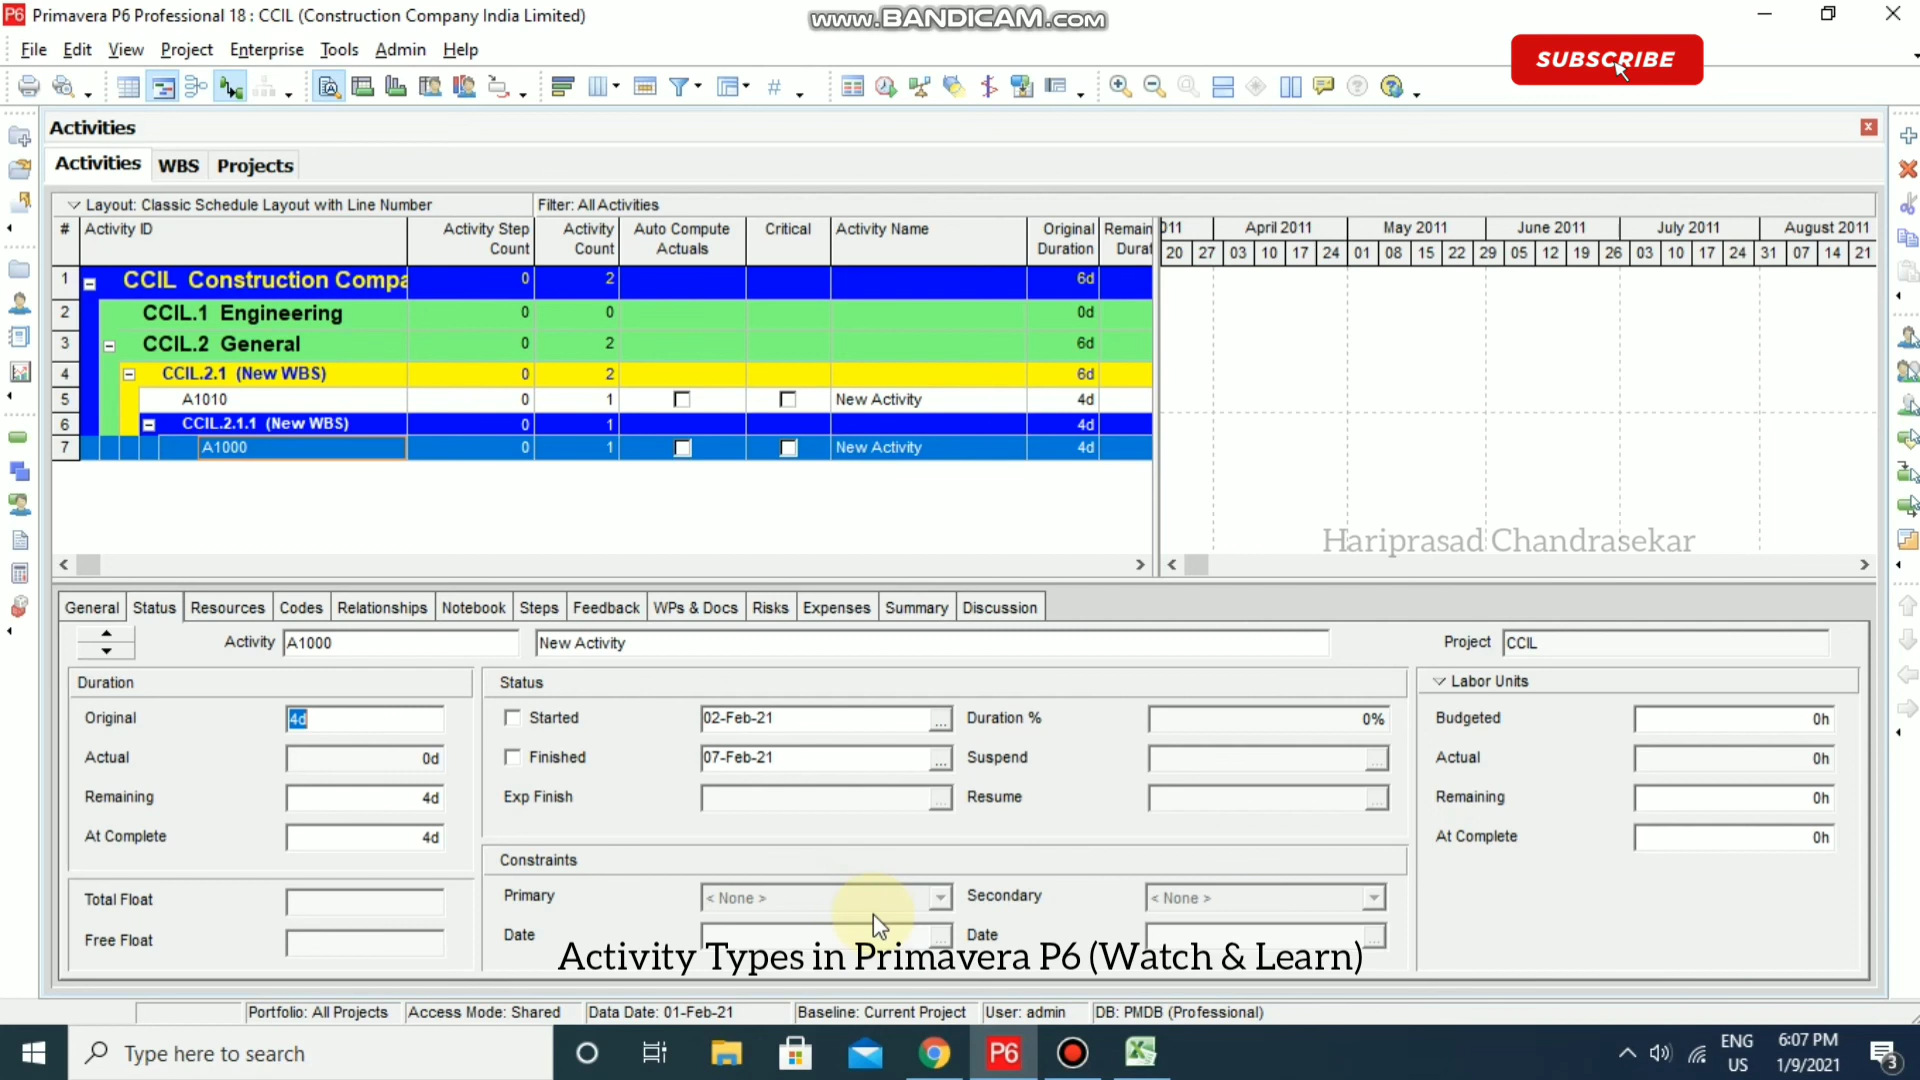 Primavera P6 Professional 18 : CCIL (Construction Company India Limited)
www.BANDICAM.com
File Edit View Project Enterprise Tools Admin Help
SUBSCRIBE
Activities
Activities WBS Projects
Layout: Classic Schedule Layout with Line Number Filter: All Activities
# Activity ID Activity Step Count Activity Count Auto Compute Actuals Critical Activity Name Original Duration Remain Durat
011 April 2011 May 2011 June 2011 July 2011 August 2011
20 27 03 10 17 24 01 08 15 22 29 05 12 19 26 03 10 17 24 31 07 14 21
1 CCIL Construction Compa 0 2 6d
2 CCIL.1 Engineering 0 0 0d
3 CCIL.2 General 0 2 6d
4 CCIL.2.1 (New WBS) 0 2 6d
5 A1010 0 1 New Activity 4d
6 CCIL.2.1.1 (New WBS) 0 1 4d
7 A1000 0 1 New Activity 4d
Hariprasad Chandrasekar
General Status Resources Codes Relationships Notebook Steps Feedback WPs & Docs Risks Expenses Summary Discussion
Activity A1000 New Activity Project CCIL
Duration Status Labor Units
Original 4d Started 02-Feb-21 ... Duration % 0% Budgeted 0h
Actual 0d Finished 07-Feb-21 ... Suspend ... Actual 0h
Remaining 4d Exp Finish ... Resume ... Remaining 0h
At Complete 4d At Complete 0h
Constraints
Total Float Primary < None > Secondary < None >
Free Float Date ... Date ...
Activity Types in Primavera P6 (Watch & Learn)
Portfolio: All Projects Access Mode: Shared Data Date: 01-Feb-21 Baseline: Current Project User: admin DB: PMDB (Professional)
Type here to search P6 ENG US 6:07 PM 1/9/2021 3